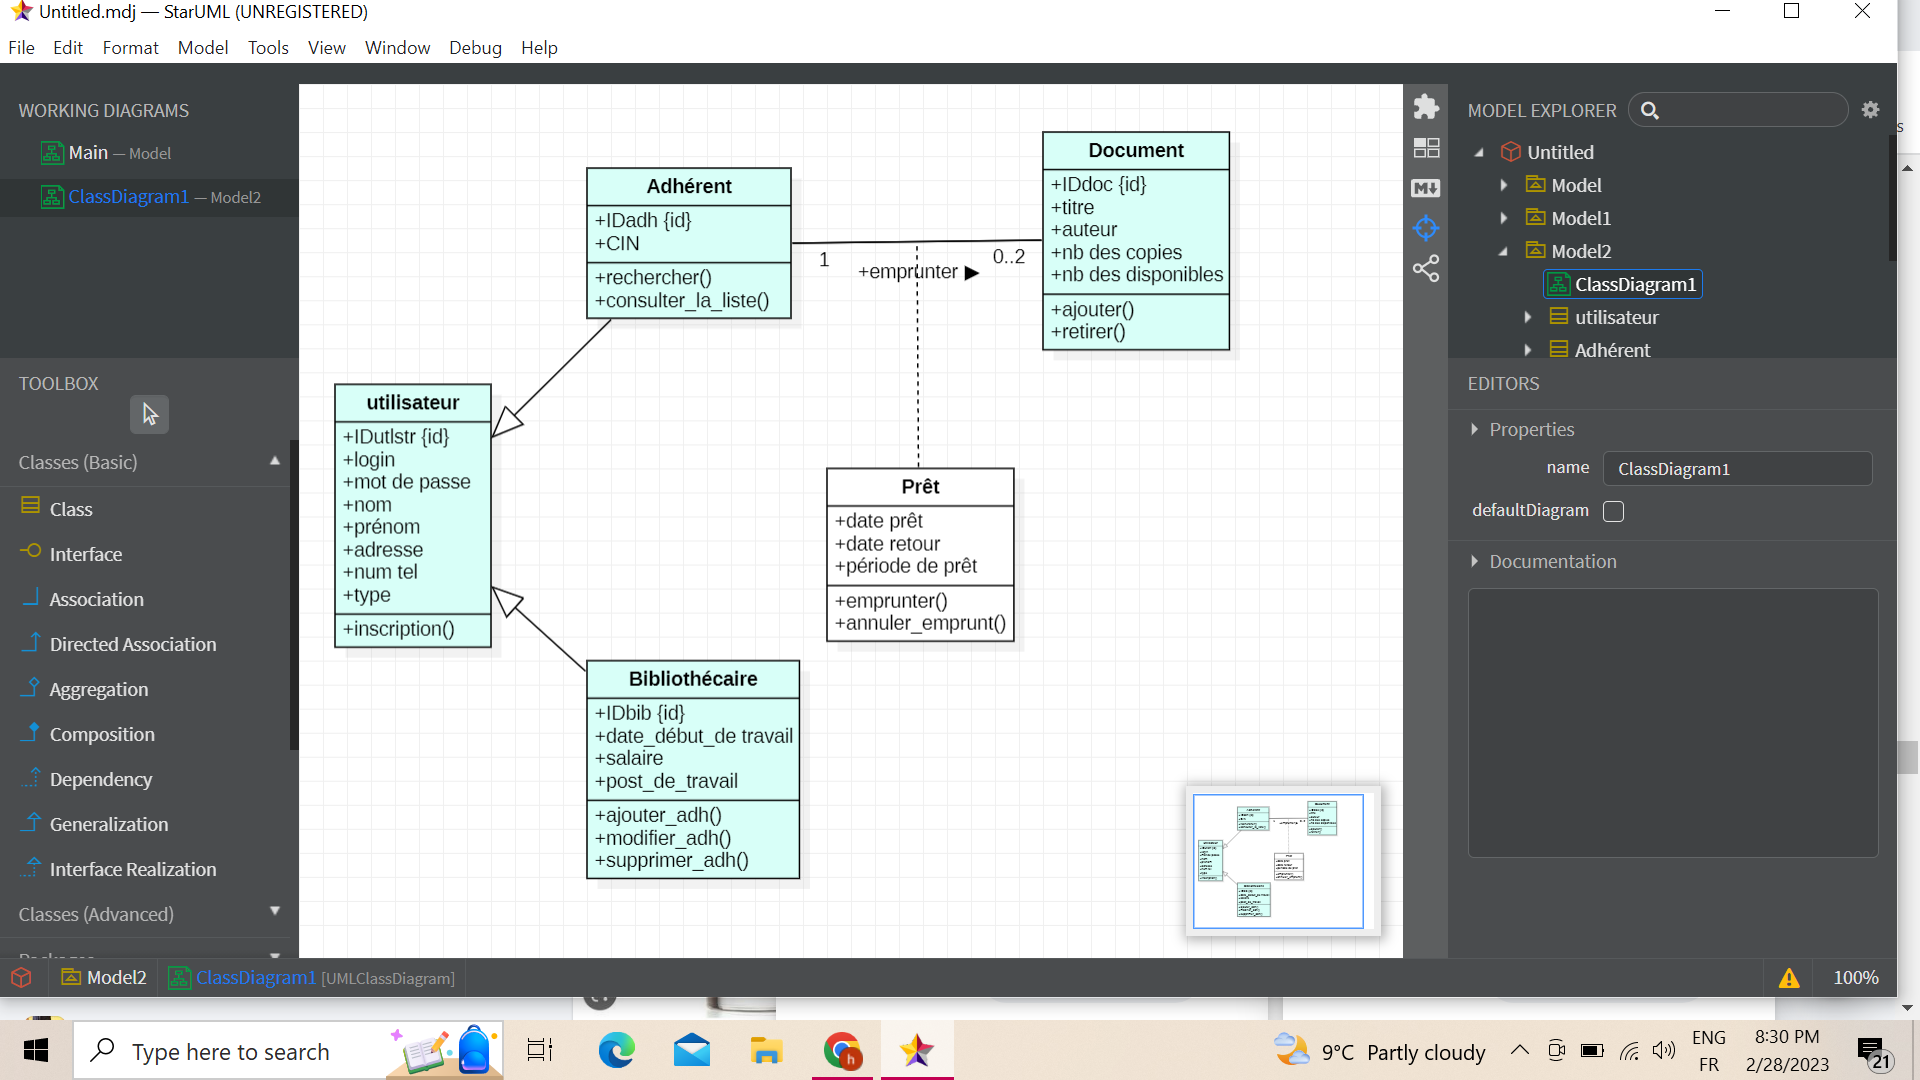 Untitled.mdj — StarUML (UNREGISTERED)
File Edit Format Model Tools View Window Debug Help
WORKING DIAGRAMS
Main — Model
ClassDiagram1 — Model2
TOOLBOX
Classes (Basic)
Class
Interface
Association
Directed Association
Aggregation
Composition
Dependency
Generalization
Interface Realization
Classes (Advanced)
Adhérent
+IDadh {id}
+CIN
+rechercher()
+consulter_la_liste()
1
+emprunter ▶
0..2
Document
+IDdoc {id}
+titre
+auteur
+nb des copies
+nb des disponibles
+ajouter()
+retirer()
utilisateur
+IDutlstr {id}
+login
+mot de passe
+nom
+prénom
+adresse
+num tel
+type
+inscription()
Prêt
+date prêt
+date retour
+période de prêt
+emprunter()
+annuler_emprunt()
Bibliothécaire
+IDbib {id}
+date_début_de travail
+salaire
+post_de_travail
+ajouter_adh()
+modifier_adh()
+supprimer_adh()
MODEL EXPLORER
Untitled
Model
Model1
Model2
ClassDiagram1
utilisateur
Adhérent
EDITORS
Properties
name ClassDiagram1
defaultDiagram
Documentation
Model2 ClassDiagram1 [UMLClassDiagram]
100%
Type here to search
9°C Partly cloudy
ENG
FR
8:30 PM
2/28/2023
21